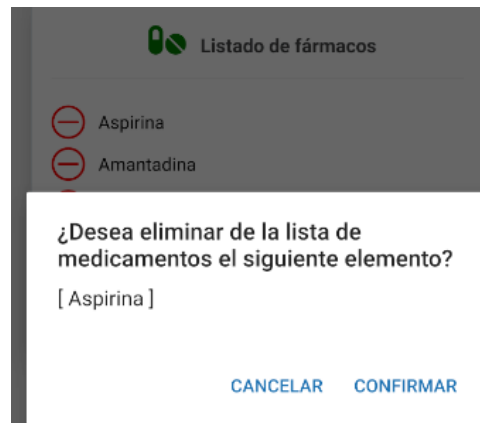 Listado de fármacos
Aspirina
Amantadina
¿Desea eliminar de la lista de
medicamentos el siguiente elemento?
[ Aspirina ]
CANCELAR CONFIRMAR